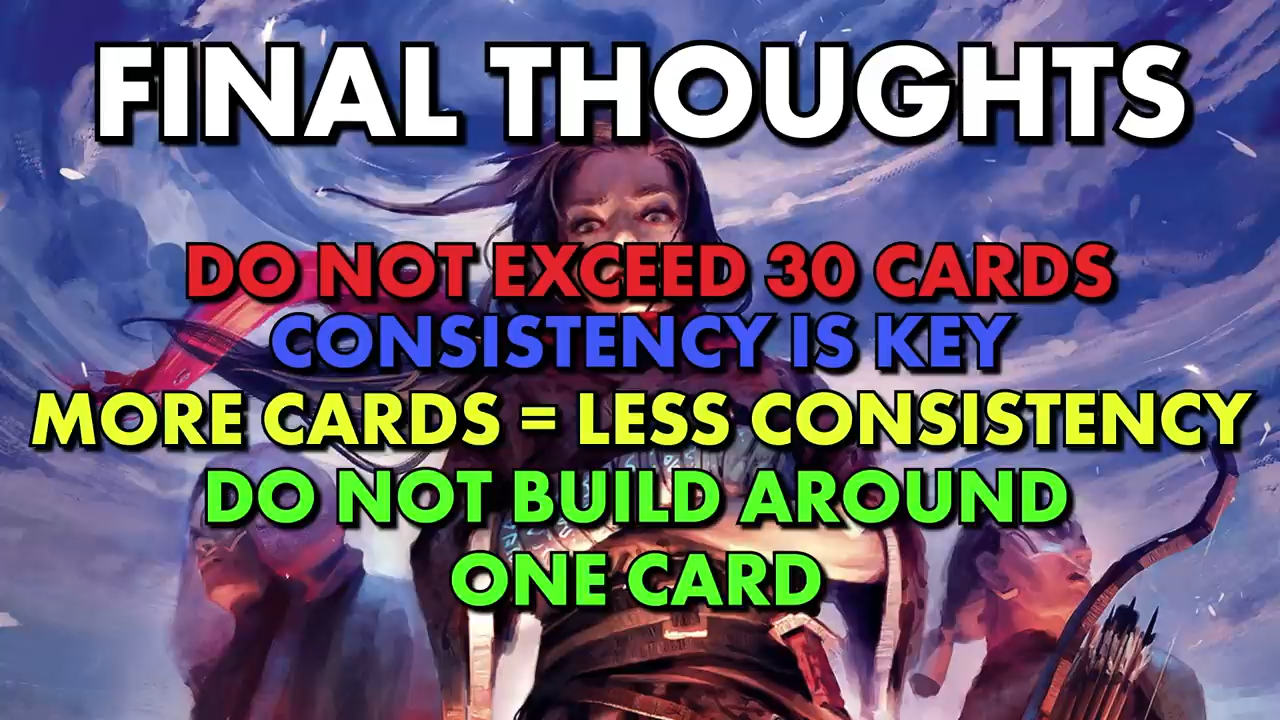 FINAL THOUGHTS
DO NOT EXCEED 30 CARDS
CONSISTENCY IS KEY
MORE CARDS = LESS CONSISTENCY
DO NOT BUILD AROUND
ONE CARD